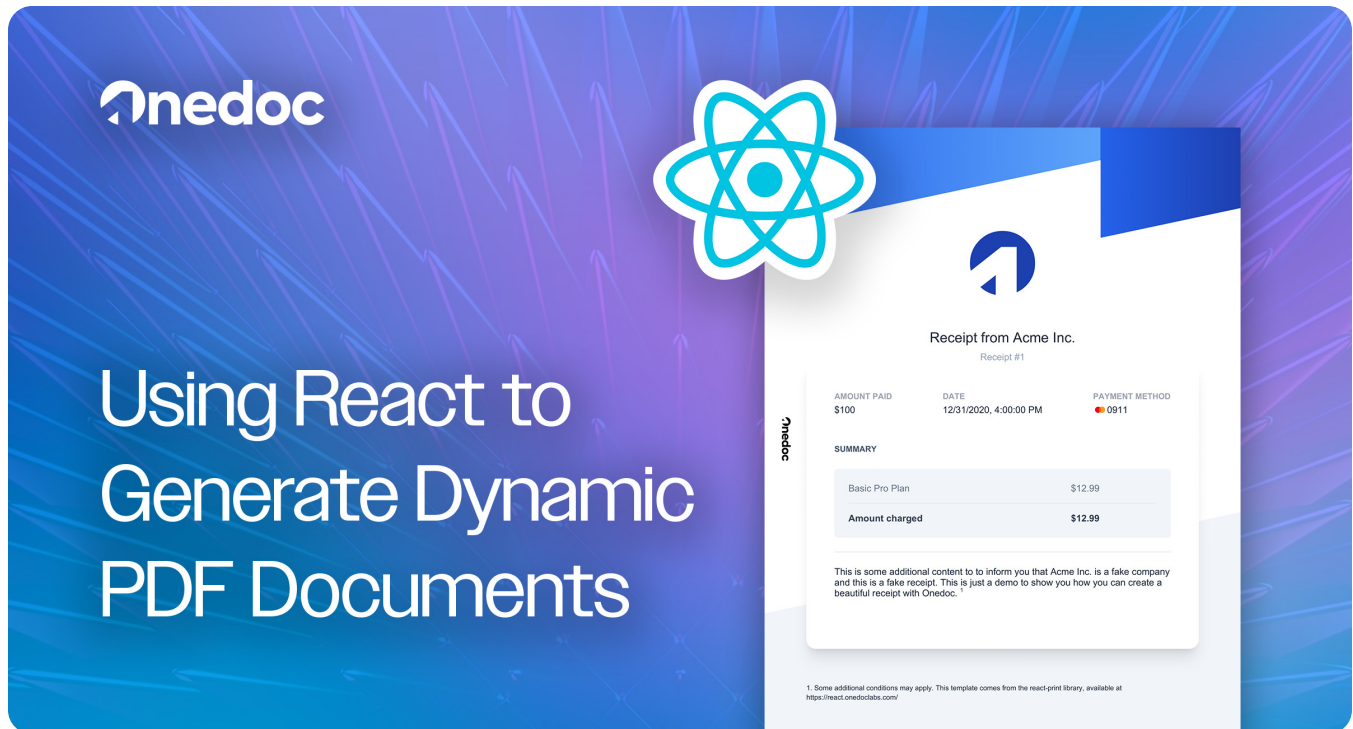 Onedoc
Using React to
Generate Dynamic
PDF Documents
Receipt from Acme Inc.
Receipt #1
AMOUNT PAID
$100
DATE
12/31/2020, 4:00:00 PM
PAYMENT METHOD
0911
Onedoc
SUMMARY
Basic Pro Plan $12.99
Amount charged $12.99
This is some additional content to to inform you that Acme Inc. is a fake company
and this is a fake receipt. This is just a demo to show you how you can create a
beautiful receipt with Onedoc. 1
1. Some additional conditions may apply. This template comes from the react-print library, available at
https://react.onedoclabs.com/